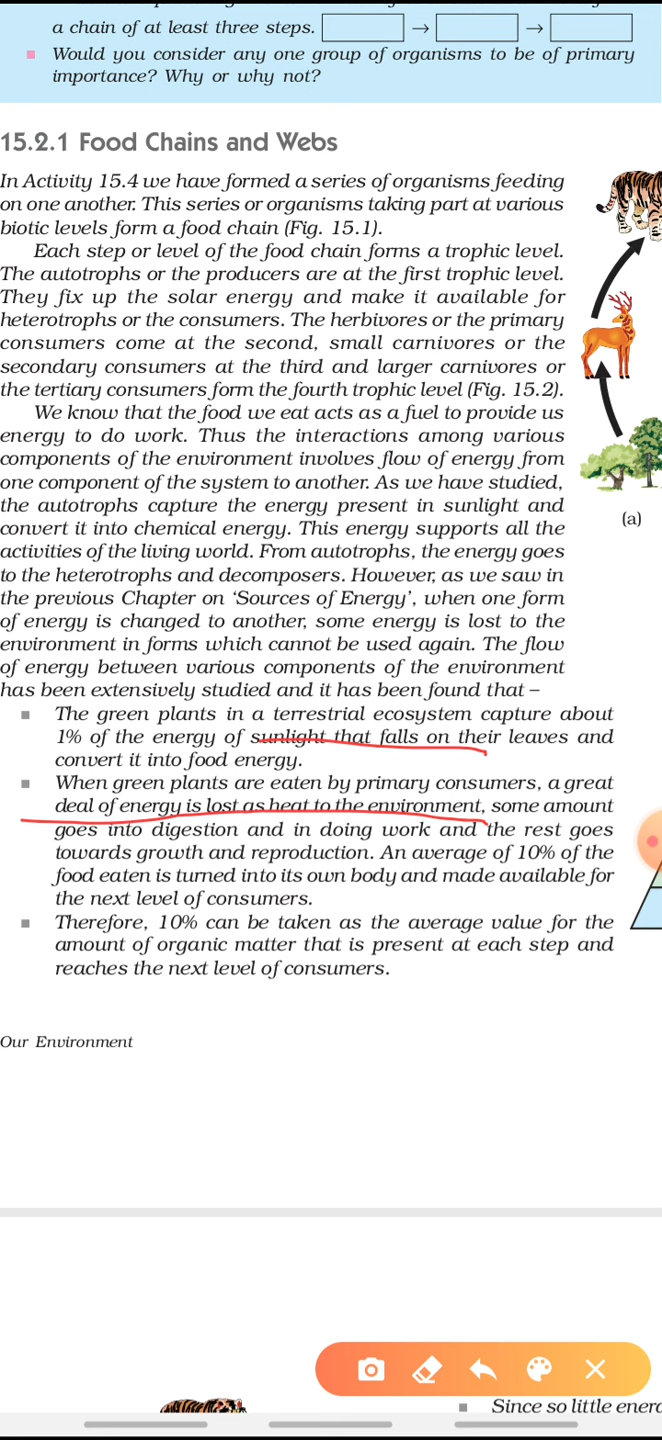 a chain of at least three steps. → →
Would you consider any one group of organisms to be of primary
importance? Why or why not?
15.2.1 Food Chains and Webs
In Activity 15.4 we have formed a series of organisms feeding
on one another. This series or organisms taking part at various
biotic levels form a food chain (Fig. 15.1).
Each step or level of the food chain forms a trophic level.
The autotrophs or the producers are at the first trophic level.
They fix up the solar energy and make it available for
heterotrophs or the consumers. The herbivores or the primary
consumers come at the second, small carnivores or the
secondary consumers at the third and larger carnivores or
the tertiary consumers form the fourth trophic level (Fig. 15.2).
We know that the food we eat acts as a fuel to provide us
energy to do work. Thus the interactions among various
components of the environment involves flow of energy from
one component of the system to another. As we have studied,
the autotrophs capture the energy present in sunlight and
convert it into chemical energy. This energy supports all the
activities of the living world. From autotrophs, the energy goes
to the heterotrophs and decomposers. However, as we saw in
the previous Chapter on ‘Sources of Energy’, when one form
of energy is changed to another, some energy is lost to the
environment in forms which cannot be used again. The flow
of energy between various components of the environment
has been extensively studied and it has been found that –
The green plants in a terrestrial ecosystem capture about
1% of the energy of sunlight that falls on their leaves and
convert it into food energy.
When green plants are eaten by primary consumers, a great
deal of energy is lost as heat to the environment, some amount
goes into digestion and in doing work and the rest goes
towards growth and reproduction. An average of 10% of the
food eaten is turned into its own body and made available for
the next level of consumers.
Therefore, 10% can be taken as the average value for the
amount of organic matter that is present at each step and
reaches the next level of consumers.
(a)
Our Environment
Since so little